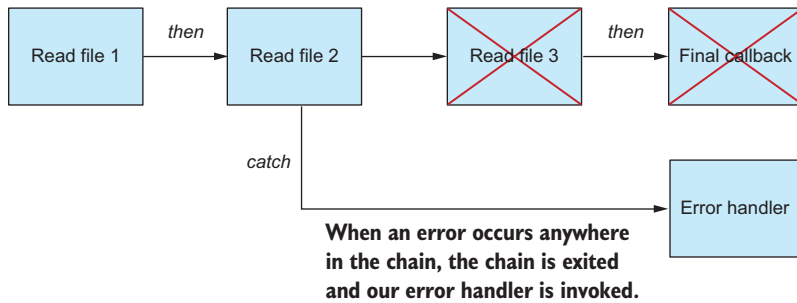 Read file 1
then
Read file 2
Read file 3
then
Final callback
catch
Error handler
When an error occurs anywhere
in the chain, the chain is exited
and our error handler is invoked.